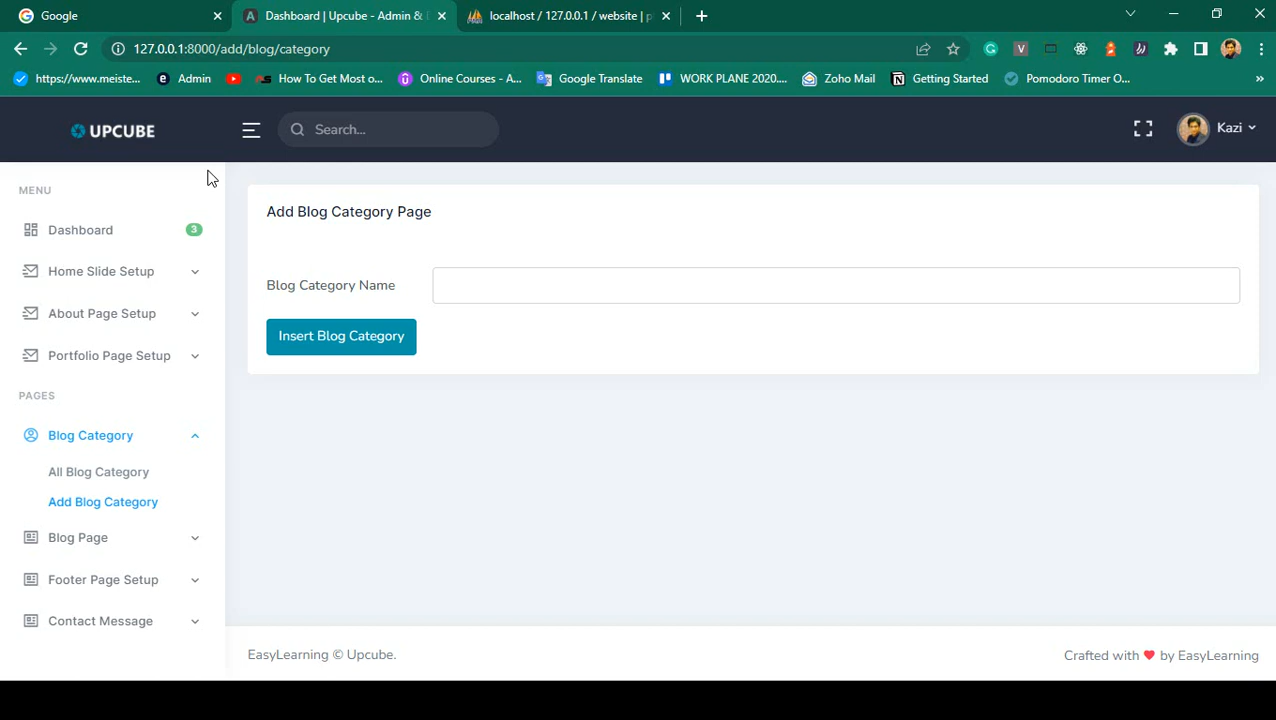 Google
Dashboard | Upcube - Admin &
localhost / 127.0.0.1 / website | p
127.0.0.1:8000/add/blog/category
https://www.meiste...
Admin
How To Get Most o...
Online Courses - A...
Google Translate
WORK PLANE 2020....
Zoho Mail
Getting Started
Pomodoro Timer O...
»
UPCUBE
Search...
Kazi
MENU
Dashboard
3
Home Slide Setup
About Page Setup
Portfolio Page Setup
PAGES
Blog Category
All Blog Category
Add Blog Category
Blog Page
Footer Page Setup
Contact Message
Add Blog Category Page
Blog Category Name
Insert Blog Category
EasyLearning © Upcube.
Crafted with ❤ by EasyLearning